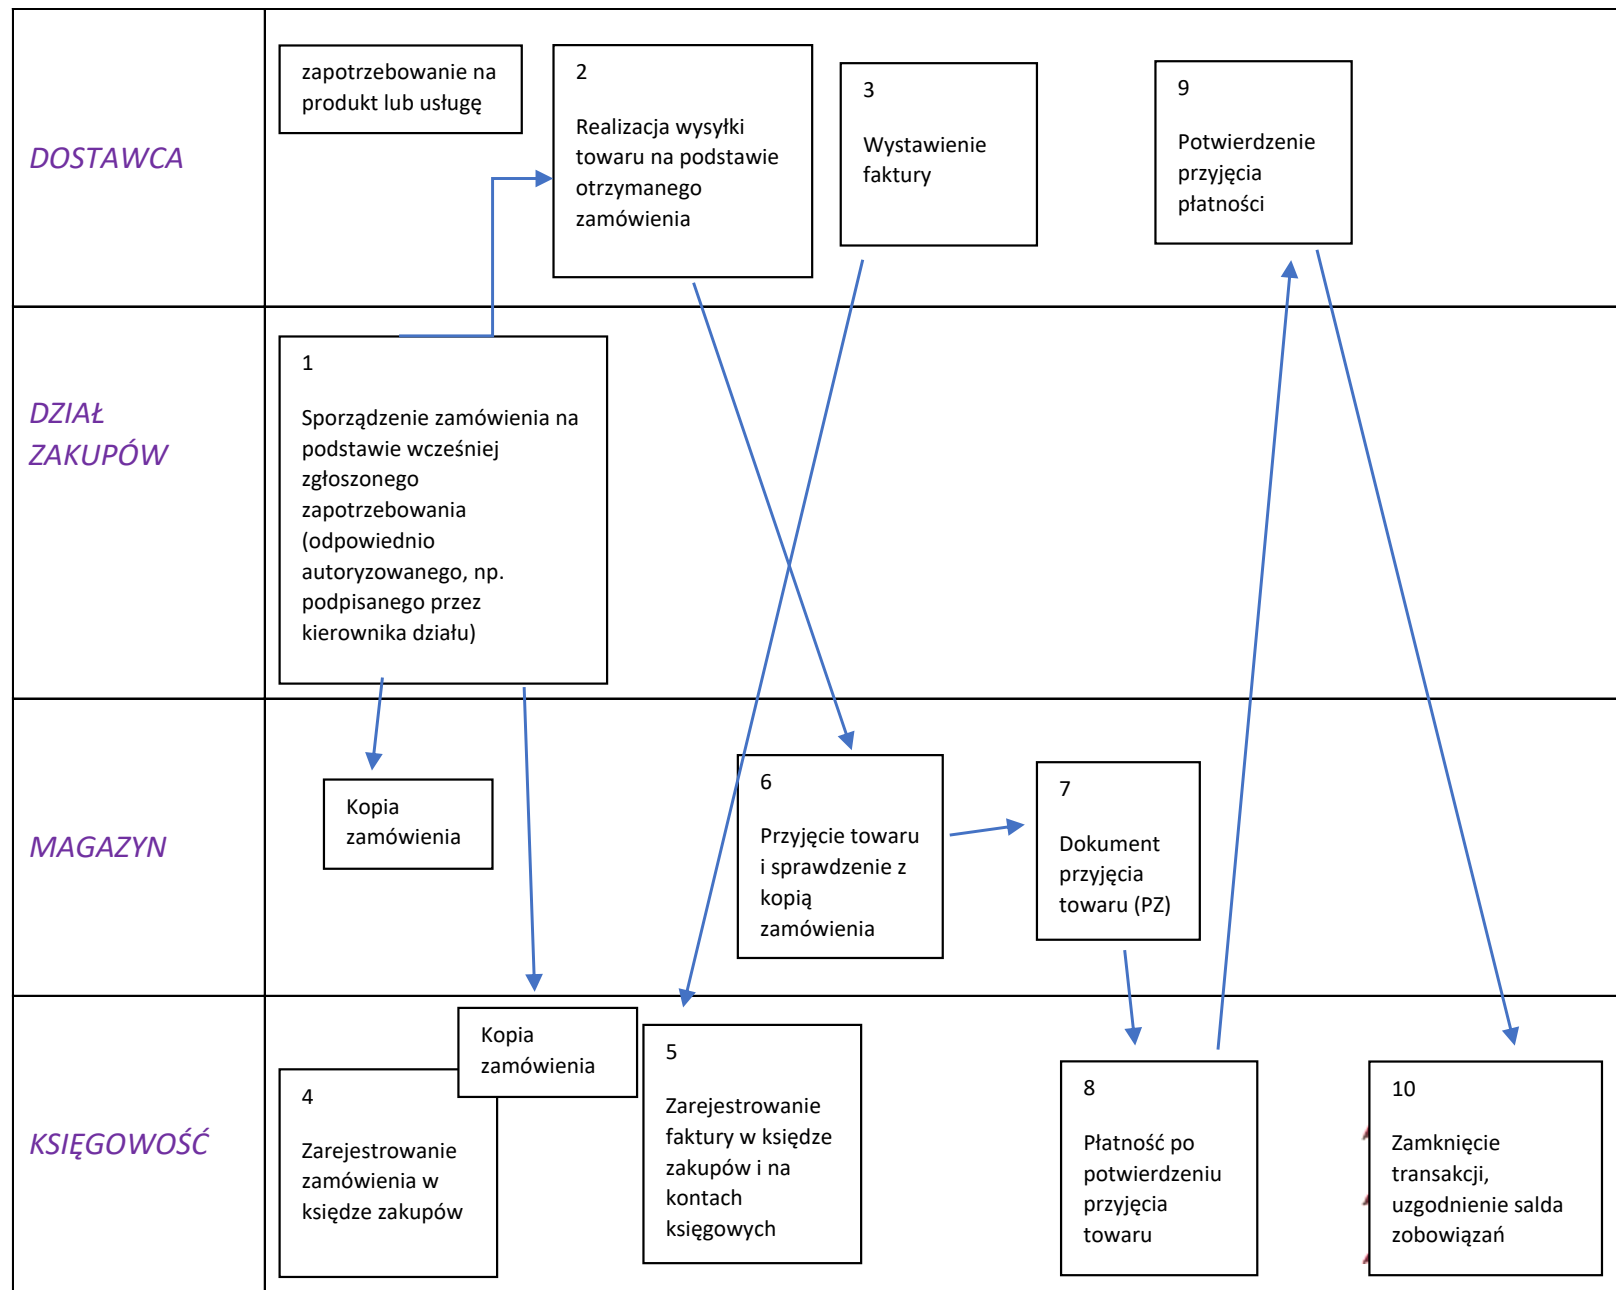 DOSTAWCA
zapotrzebowanie na
produkt lub usługę
2
Realizacja wysyłki
towaru na podstawie
otrzymanego
zamówienia
3
Wystawienie
faktury
9
Potwierdzenie
przyjęcia
płatności
DZIAŁ
ZAKUPÓW
1
Sporządzenie zamówienia na
podstawie wcześniej
zgłoszonego
zapotrzebowania
(odpowiednio
autoryzowanego, np.
podpisanego przez
kierownika działu)
MAGAZYN
Kopia
zamówienia
6
Przyjęcie towaru
i sprawdzenie z
kopią
zamówienia
7
Dokument
przyjęcia
towaru (PZ)
KSIĘGOWOŚĆ
4
Zarejestrowanie
zamówienia w
księdze zakupów
Kopia
zamówienia
5
Zarejestrowanie
faktury w księdze
zakupów i na
kontach
księgowych
8
Płatność po
potwierdzeniu
przyjęcia
towaru
10
Zamknięcie
transakcji,
uzgodnienie salda
zobowiązań